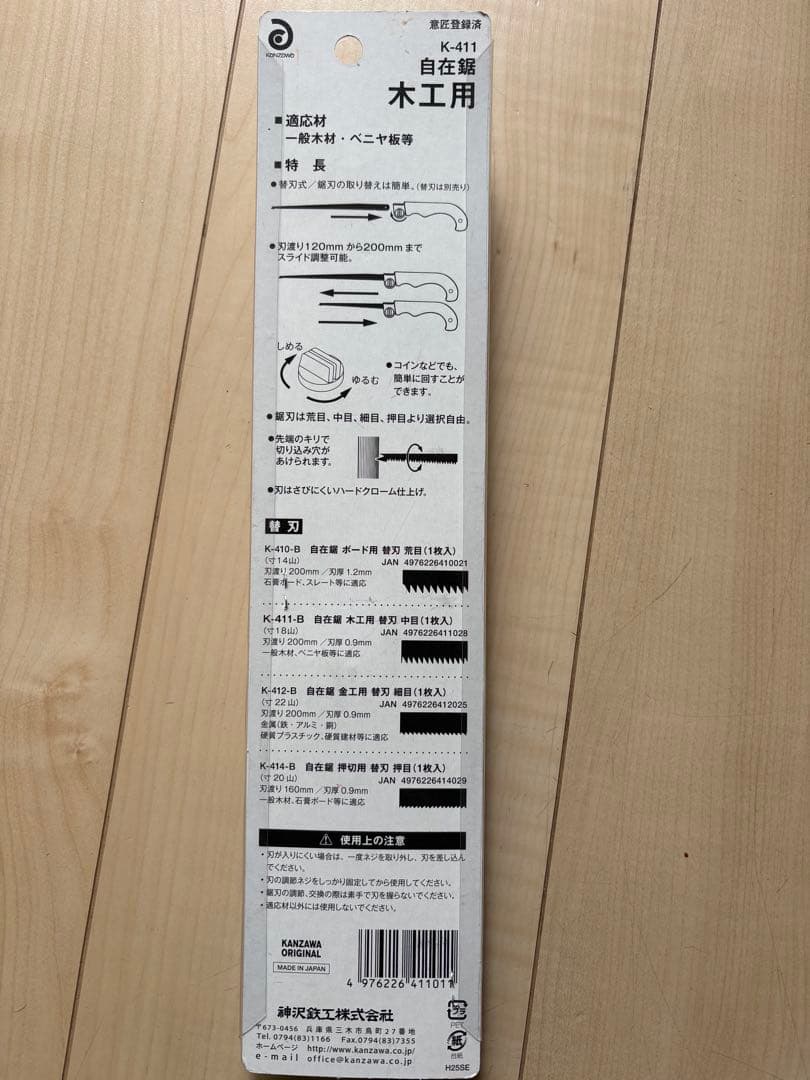 意匠登録済
KANZAWA
K-411
自在鋸
木工用
■適応材
一般木材・ベニヤ板等
■特 長
●替刃式／鋸刃の取り替えは簡単。(替刃は別売り)
●刃渡り120mmから200mmまで
スライド調整可能。
しめる
ゆるむ
●コインなどでも、
簡単に回すことが
できます。
●鋸刃は荒目、中目、細目、押目より選択自由。
●先端のキリで
切り込み穴が
あけられます。
●刃はさびにくいハードクローム仕上げ。
替 刃
K-410-B 自在鋸 ボード用 替刃 荒目(1枚入)
(寸14山) JAN 4976226410021
刃渡り200mm／刃厚1.2mm
石膏ボード、スレート等に適応
K-411-B 自在鋸 木工用 替刃 中目(1枚入)
(寸18山) JAN 4976226411028
刃渡り200mm／刃厚0.9mm
一般木材、ベニヤ板等に適応
K-412-B 自在鋸 金工用 替刃 細目(1枚入)
(寸22山) JAN 4976226412025
刃渡り200mm／刃厚0.9mm
金属(鉄・アルミ・銅)
硬質プラスチック、硬質建材等に適応
K-414-B 自在鋸 押切用 替刃 押目(1枚入)
(寸20山) JAN 4976226414029
刃渡り160mm／刃厚0.9mm
一般木材、石膏ボード等に適応
⚠ 使用上の注意
・刃が入りにくい場合は、一度ネジを取り外し、刃を差し込ん
でください。
・刃の調節ネジをしっかり固定してから使用してください。
・鋸刃の調節、交換の際は素手で刃を握らないでください。
・適応材以外には使用しないでください。
KANZAWA
ORIGINAL
MADE IN JAPAN
4 976226 411011
神沢鉄工株式会社
〒673-0456 兵庫県三木市鳥町27番地
Tel. 0794(83)1166 Fax.0794(83)7355
ホームページ http://www.kanzawa.co.jp/
e-mail office@kanzawa.co.jp
プラ
PET
紙
台紙
H25SE